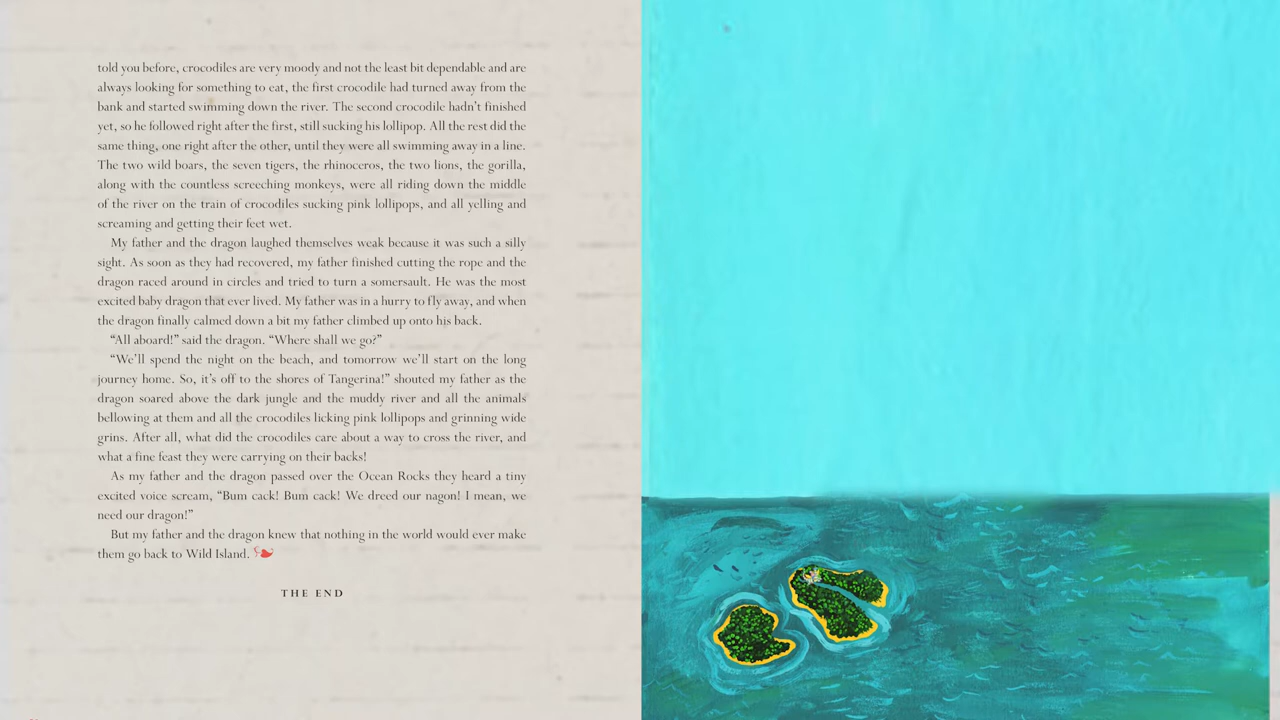 told you before, crocodiles are very moody and not the least bit dependable and are
always looking for something to eat, the first crocodile had turned away from the
bank and started swimming down the river. The second crocodile hadn’t finished
yet, so he followed right after the first, still sucking his lollipop. All the rest did the
same thing, one right after the other, until they were all swimming away in a line.
The two wild boars, the seven tigers, the rhinoceros, the two lions, the gorilla,
along with the countless screeching monkeys, were all riding down the middle
of the river on the train of crocodiles sucking pink lollipops, and all yelling and
screaming and getting their feet wet.
My father and the dragon laughed themselves weak because it was such a silly
sight. As soon as they had recovered, my father finished cutting the rope and the
dragon raced around in circles and tried to turn a somersault. He was the most
excited baby dragon that ever lived. My father was in a hurry to fly away, and when
the dragon finally calmed down a bit my father climbed up onto his back.
“All aboard!” said the dragon. “Where shall we go?”
“We’ll spend the night on the beach, and tomorrow we’ll start on the long
journey home. So, it’s off to the shores of Tangerina!” shouted my father as the
dragon soared above the dark jungle and the muddy river and all the animals
bellowing at them and all the crocodiles licking pink lollipops and grinning wide
grins. After all, what did the crocodiles care about a way to cross the river, and
what a fine feast they were carrying on their backs!
As my father and the dragon passed over the Ocean Rocks they heard a tiny
excited voice scream, “Bum cack! Bum cack! We dreed our nagon! I mean, we
need our dragon!”
But my father and the dragon knew that nothing in the world would ever make
them go back to Wild Island.
THE END